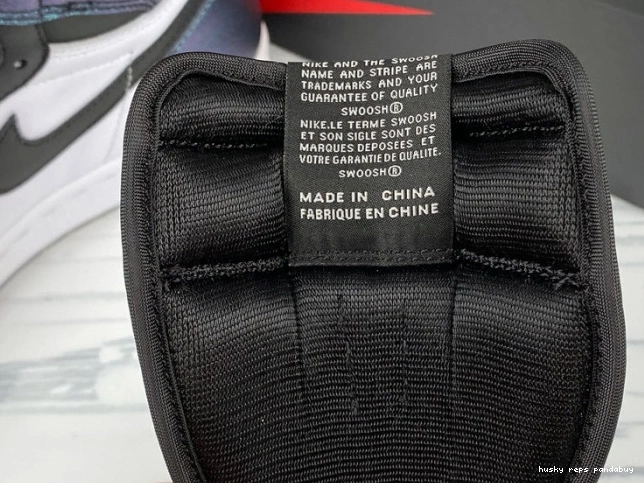 NIKE AND THE SWOOSH
NAME AND STRIPE ARE
TRADEMARKS AND YOUR
GUARANTEE OF QUALITY
SWOOSH®
NIKE.LE TERME SWOOSH
ET SON SIGLE SONT DES
MARQUES DEPOSEES ET
VOTRE GARANTIE DE QUALITE.
SWOOSH®
MADE IN CHINA
FABRIQUE EN CHINE
husky reps pandabuy